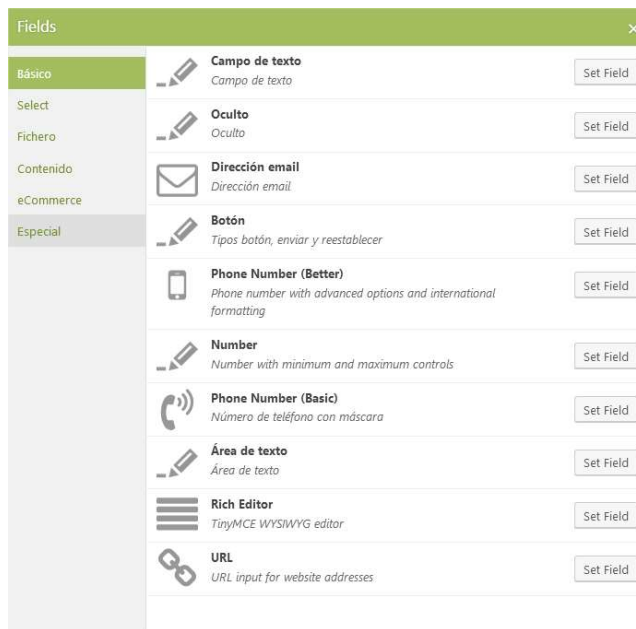 Fields
×
Básico
Select
Fichero
Contenido
eCommerce
Especial
Campo de texto
Campo de texto
Set Field
Oculto
Oculto
Set Field
Dirección email
Dirección email
Set Field
Botón
Tipos botón, enviar y reestablecer
Set Field
Phone Number (Better)
Phone number with advanced options and international
formatting
Set Field
Number
Number with minimum and maximum controls
Set Field
Phone Number (Basic)
Número de teléfono con máscara
Set Field
Área de texto
Área de texto
Set Field
Rich Editor
TinyMCE WYSIWYG editor
Set Field
URL
URL input for website addresses
Set Field